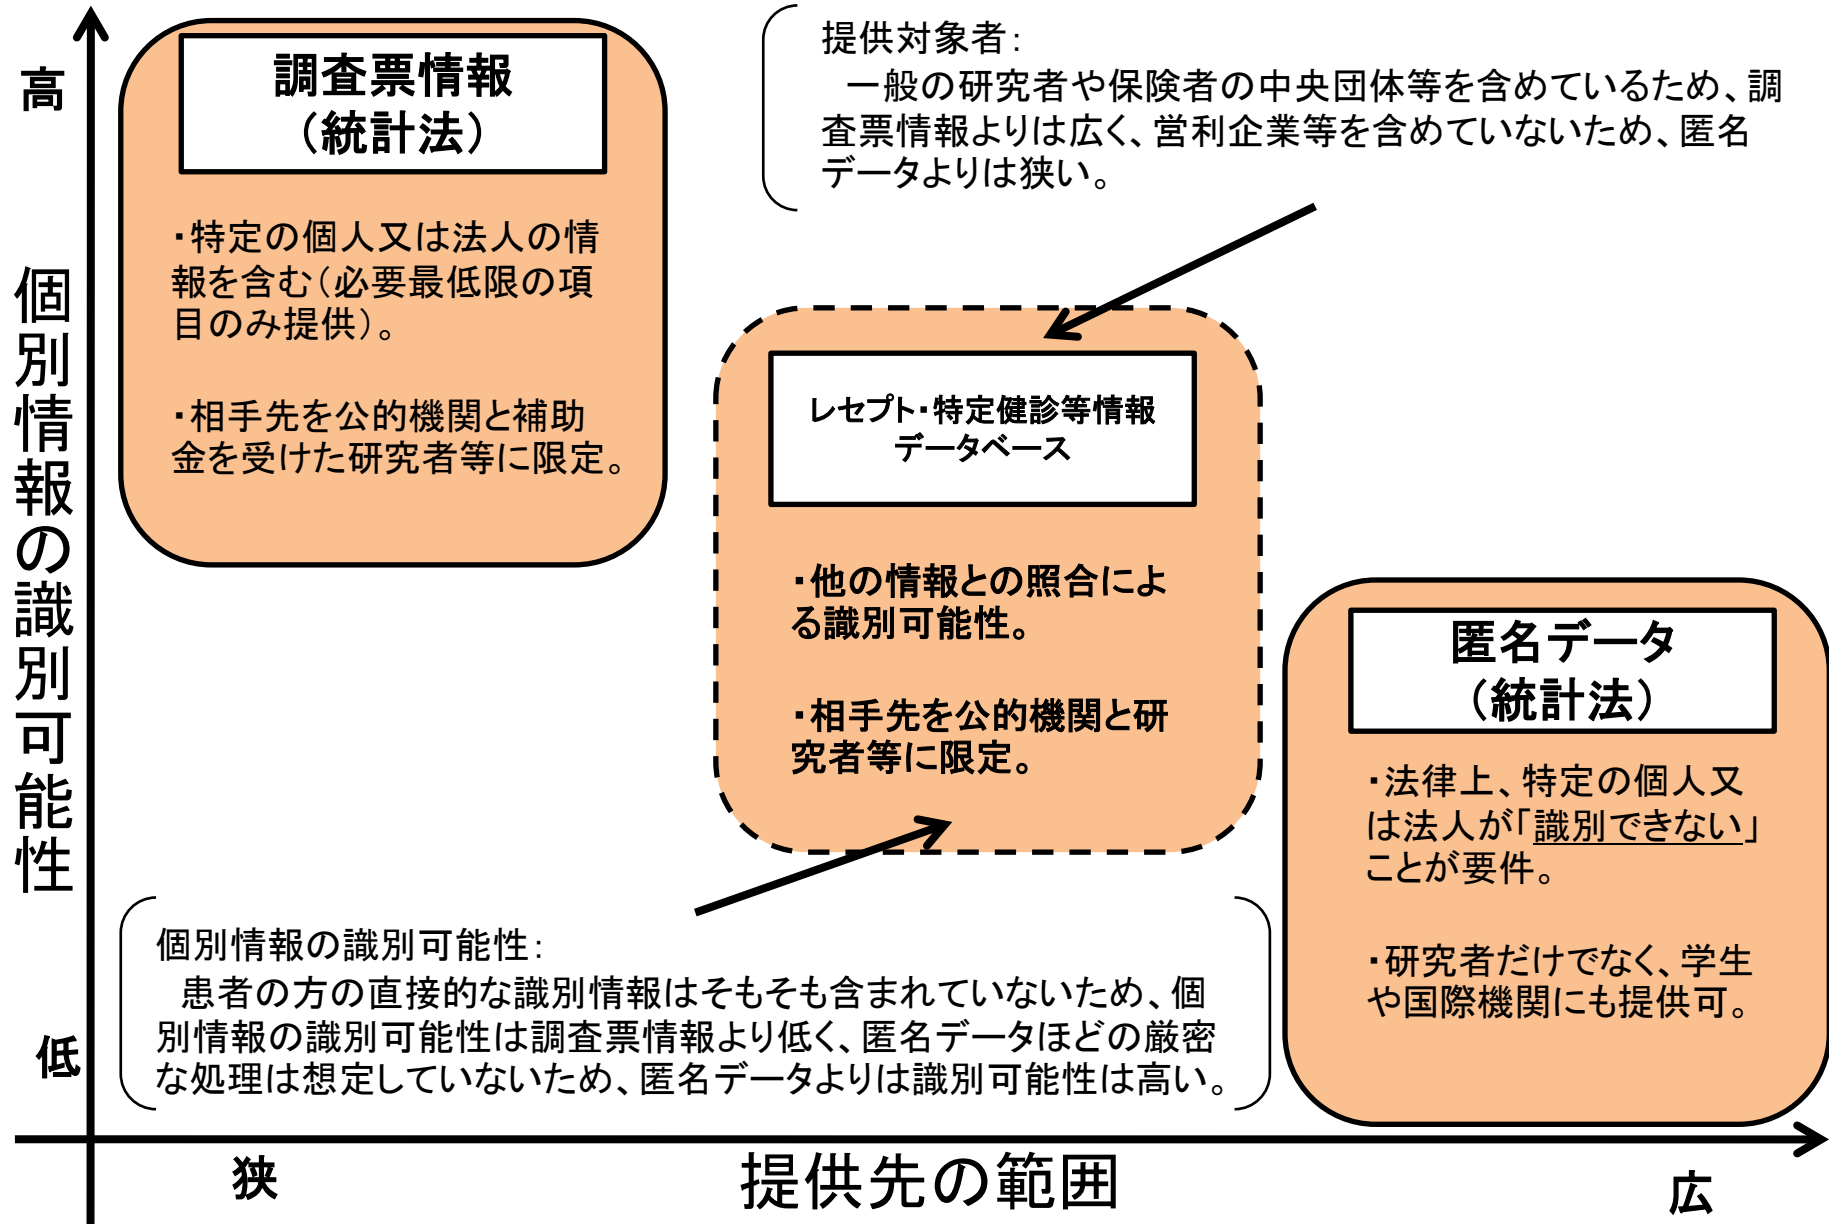 高
個別情報の識別可能性
低
調査票情報
（統計法）
・特定の個人又は法人の情
報を含む（必要最低限の項
目のみ提供）。
・相手先を公的機関と補助
金を受けた研究者等に限定。
提供対象者：
一般の研究者や保険者の中央団体等を含めているため、調
査票情報よりは広く、営利企業等を含めていないため、匿名
データよりは狭い。
レセプト・特定健診等情報
データベース
・他の情報との照合によ
る識別可能性。
・相手先を公的機関と研
究者等に限定。
匿名データ
（統計法）
・法律上、特定の個人又
は法人が「識別できない」
ことが要件。
・研究者だけでなく、学生
や国際機関にも提供可。
個別情報の識別可能性：
患者の方の直接的な識別情報はそもそも含まれていないため、個
別情報の識別可能性は調査票情報より低く、匿名データほどの厳密
な処理は想定していないため、匿名データよりは識別可能性は高い。
狭
提供先の範囲
広